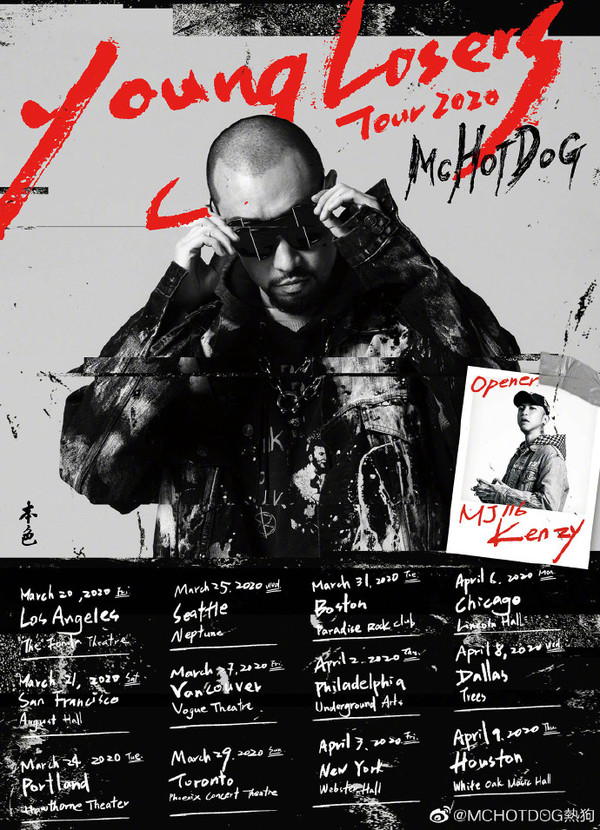 Young Losers
Tour 2020
MCHOTDOG
Opener
MJ116
Kenzy
本色
March 20, 2020 Fri
Los Angeles
The Fonda Theatre
March 21, 2020 Sat
San Francisco
August Hall
March 24. 2020 Tue
Portland
Hawthorne Theater
March 25. 2020 Wed
Seattle
Neptune
March 27. 2020 Fri
Vancouver
Vogue Theatre.
March 29. 2020 Sun
Toronto
Phoenix Concert Theatre
March 31. 2020 Tue
Boston
Paradise Rock Club
April 2. 2020 Thu
Philadelphia
Underground Arts
April 3. 2020 Fri
New York
Webster Hall
April 6. 2020 Mon
Chicago
Lincoln Hall
April 8, 2020 Wed
Dallas
Trees
April 9. 2020 Thu
Houston
White Oak Music Hall
@MCHOTDOG熱狗